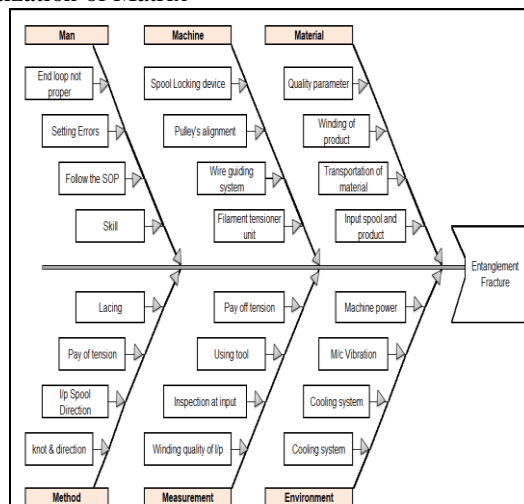 ization of Matrix
Man
Machine
Material
End loop not
proper
Spool Locking device
Quality parameter
Setting Errors
Pulley's alignment
Winding of
product
Follow the SOP
Wire guiding
system
Transportation of
material
Skill
Filament tensioner
unit
Input spool and
product
Entanglement
Fracture
Lacing
Pay off tension
Machine power
Pay of tension
Using tool
M/c Vibration
I/p Spool
Direction
Inspection at input
Cooling system
knot & direction
Winding quality of I/p
Cooling system
Method
Measurement
Environment